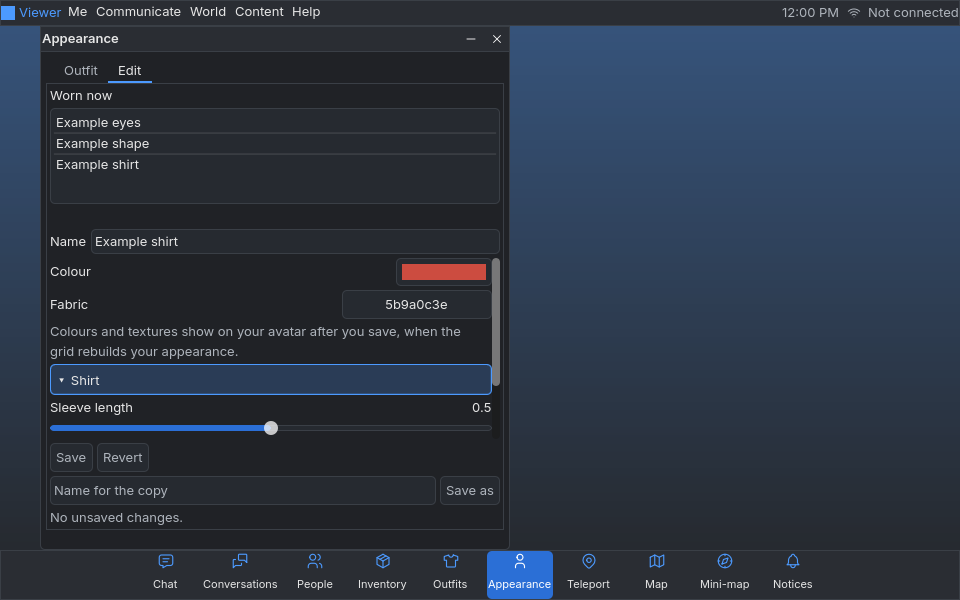 Viewer Me Communicate World Content Help 12:00 PM Not connected
Appearance
Outfit Edit
Worn now
Example eyes
Example shape
Example shirt
Name Example shirt
Colour
Fabric 5b9a0c3e
Colours and textures show on your avatar after you save, when the
grid rebuilds your appearance.
Shirt
Sleeve length 0.5
Save Revert
Name for the copy Save as
No unsaved changes.
Chat Conversations People Inventory Outfits Appearance Teleport Map Mini-map Notices